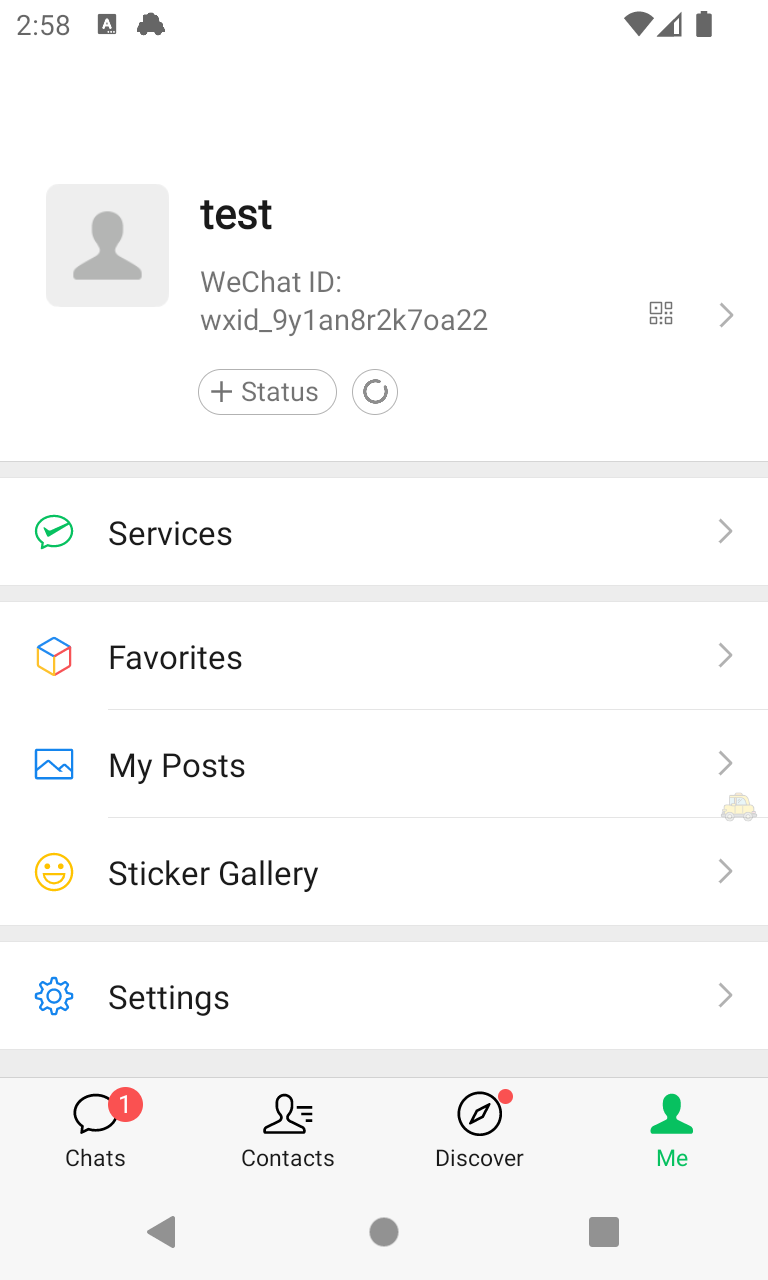 2:58
A
test
WeChat ID:
wxid_9y1an8r2k7oa22
Status
Services
Favorites
My Posts
Sticker Gallery
Settings
1
Chats
Contacts
Discover
Me